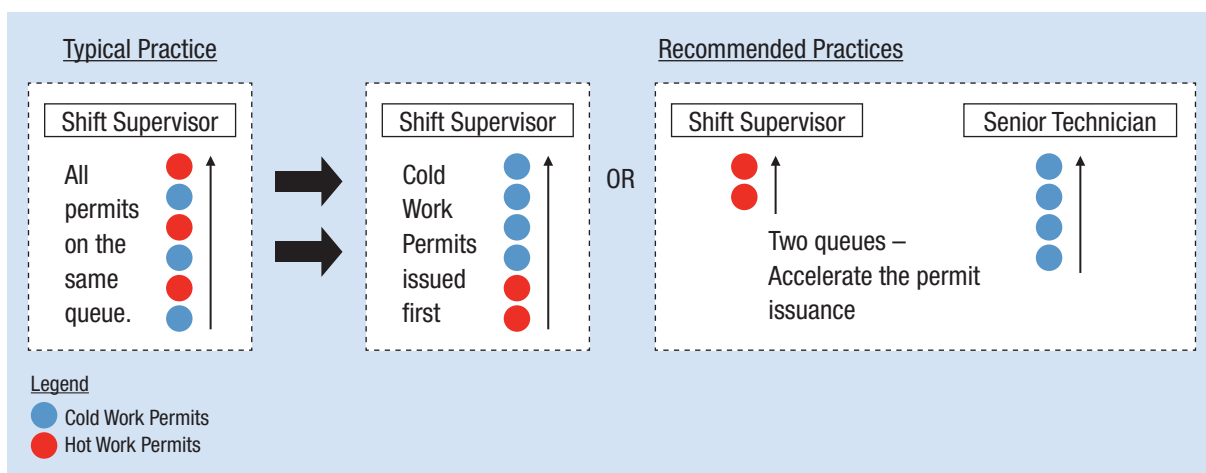 Typical Practice
Recommended Practices
Shift Supervisor
All
permits
on the
same
queue.
Shift Supervisor
Cold
Work
Permits
issued
first
OR
Shift Supervisor
Senior Technician
Two queues –
Accelerate the permit
issuance
Legend
Cold Work Permits
Hot Work Permits